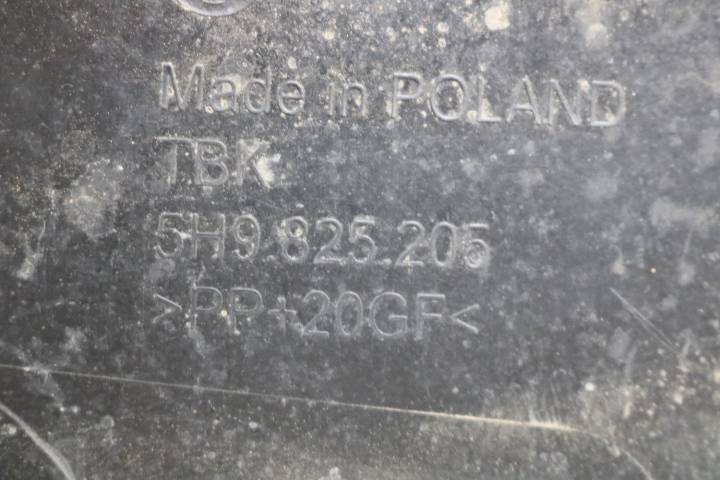 Made in POLAND
TBK
5H9.825.205
>PP+20GF<